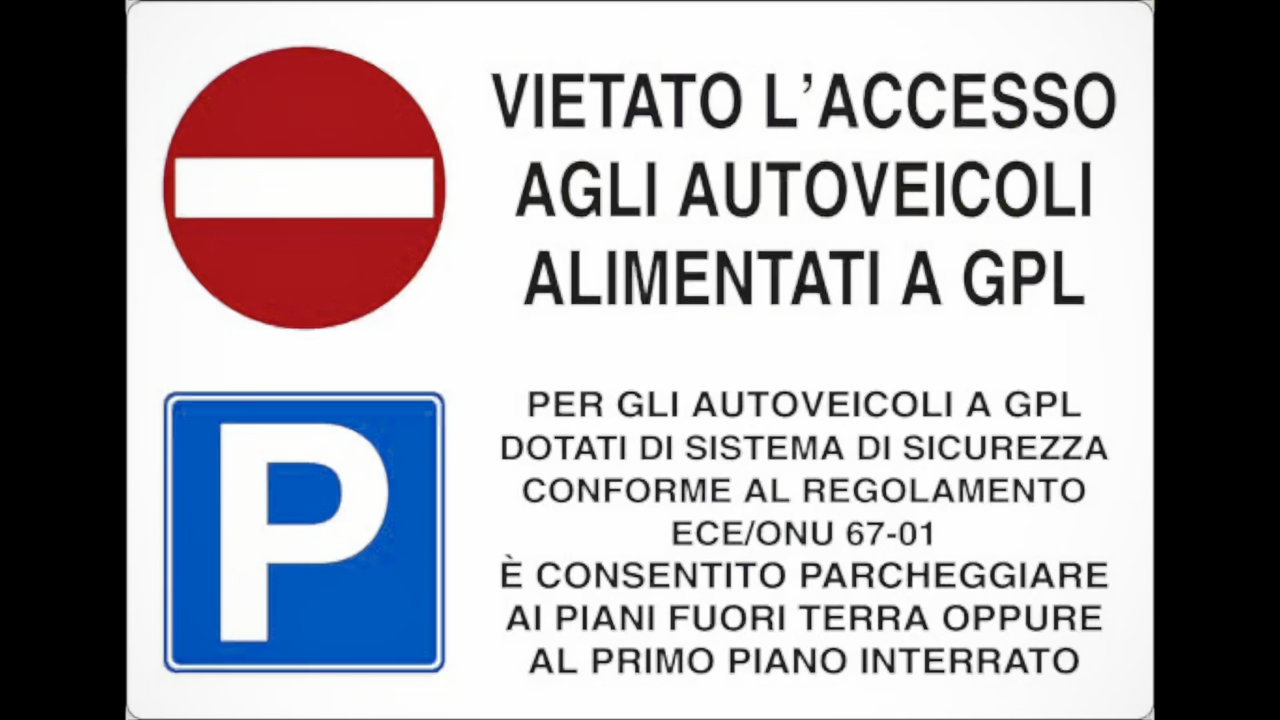 VIETATO L'ACCESSO
AGLI AUTOVEICOLI
ALIMENTATI A GPL
P
PER GLI AUTOVEICOLI A GPL
DOTATI DI SISTEMA DI SICUREZZA
CONFORME AL REGOLAMENTO
ECE/ONU 67-01
È CONSENTITO PARCHEGGIARE
AI PIANI FUORI TERRA OPPURE
AL PRIMO PIANO INTERRATO